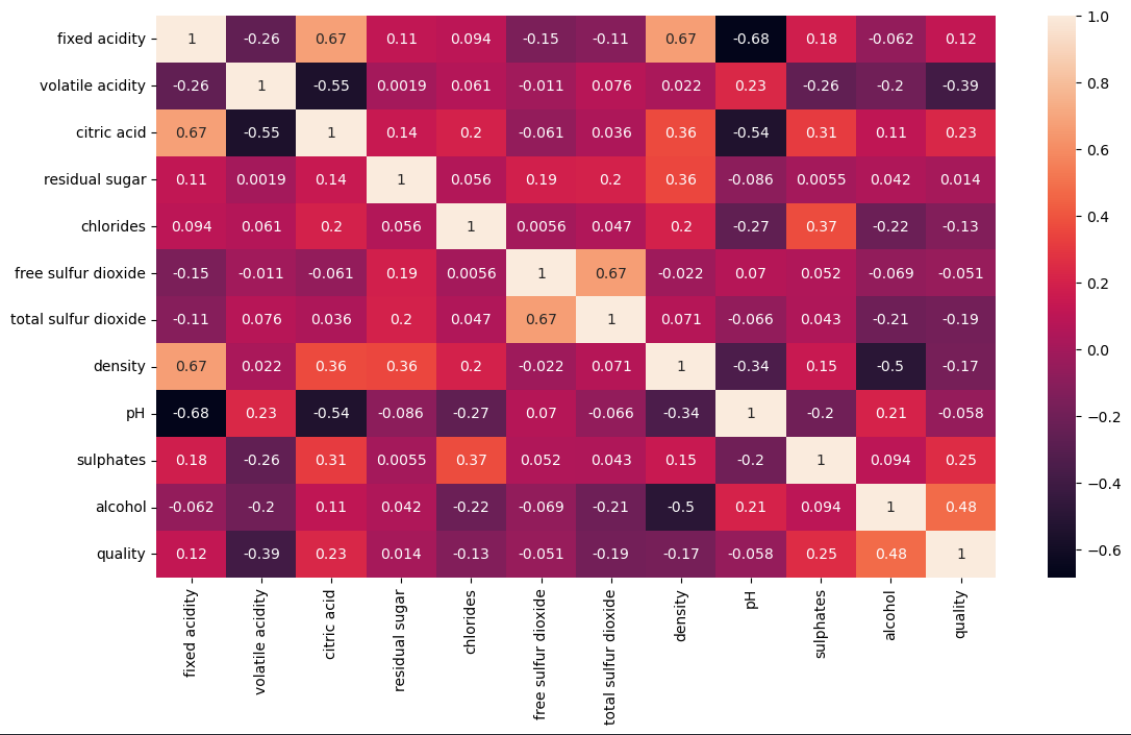 fixed acidity 1 -0.26 0.67 0.11 0.094 -0.15 -0.11 0.67 -0.68 0.18 -0.062 0.12
volatile acidity -0.26 1 -0.55 0.0019 0.061 -0.011 0.076 0.022 0.23 -0.26 -0.2 -0.39
citric acid 0.67 -0.55 1 0.14 0.2 -0.061 0.036 0.36 -0.54 0.31 0.11 0.23
residual sugar 0.11 0.0019 0.14 1 0.056 0.19 0.2 0.36 -0.086 0.0055 0.042 0.014
chlorides 0.094 0.061 0.2 0.056 1 0.0056 0.047 0.2 -0.27 0.37 -0.22 -0.13
free sulfur dioxide -0.15 -0.011 -0.061 0.19 0.0056 1 0.67 -0.022 0.07 0.052 -0.069 -0.051
total sulfur dioxide -0.11 0.076 0.036 0.2 0.047 0.67 1 0.071 -0.066 0.043 -0.21 -0.19
density 0.67 0.022 0.36 0.36 0.2 -0.022 0.071 1 -0.34 0.15 -0.5 -0.17
pH -0.68 0.23 -0.54 -0.086 -0.27 0.07 -0.066 -0.34 1 -0.2 0.21 -0.058
sulphates 0.18 -0.26 0.31 0.0055 0.37 0.052 0.043 0.15 -0.2 1 0.094 0.25
alcohol -0.062 -0.2 0.11 0.042 -0.22 -0.069 -0.21 -0.5 0.21 0.094 1 0.48
quality 0.12 -0.39 0.23 0.014 -0.13 -0.051 -0.19 -0.17 -0.058 0.25 0.48 1
fixed acidity
volatile acidity
citric acid
residual sugar
chlorides
free sulfur dioxide
total sulfur dioxide
density
pH
sulphates
alcohol
quality
1.0
0.8
0.6
0.4
0.2
0.0
−0.2
−0.4
−0.6